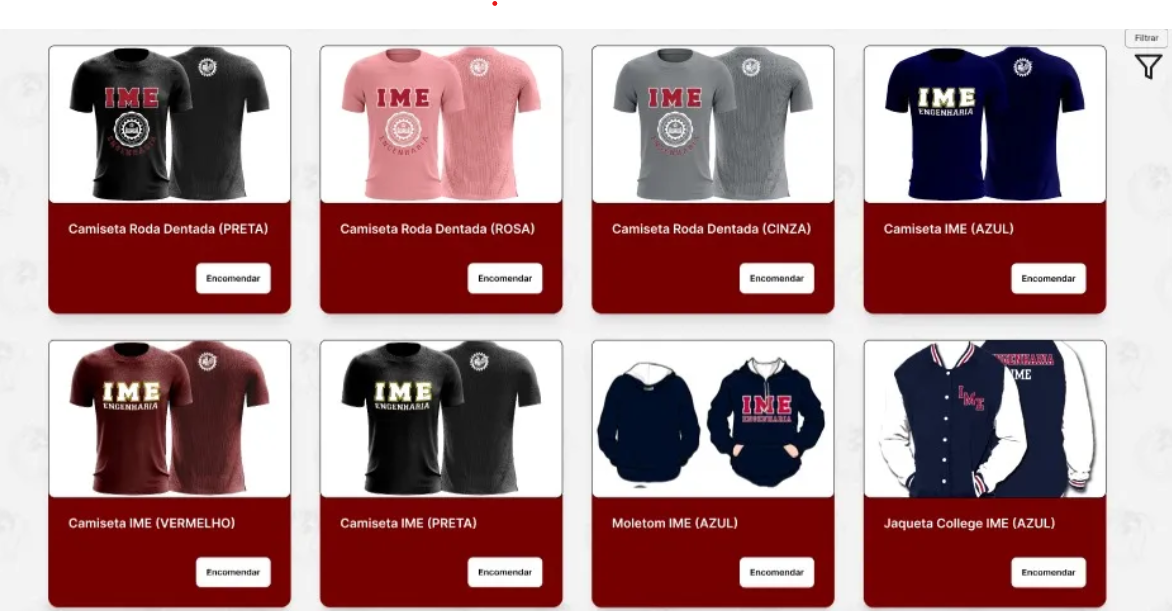 Filtrar
IME
ENGENHARIA
IME
ENGENHARIA
IME
ENGENHARIA
IME
ENGENHARIA
Camiseta Roda Dentada (PRETA)
Camiseta Roda Dentada (ROSA)
Camiseta Roda Dentada (CINZA)
Camiseta IME (AZUL)
Encomendar
Encomendar
Encomendar
Encomendar
IME
ENGENHARIA
IME
ENGENHARIA
IME
ENGENHARIA
IME
ENGENHARIA
IME
Camiseta IME (VERMELHO)
Camiseta IME (PRETA)
Moletom IME (AZUL)
Jaqueta College IME (AZUL)
Encomendar
Encomendar
Encomendar
Encomendar